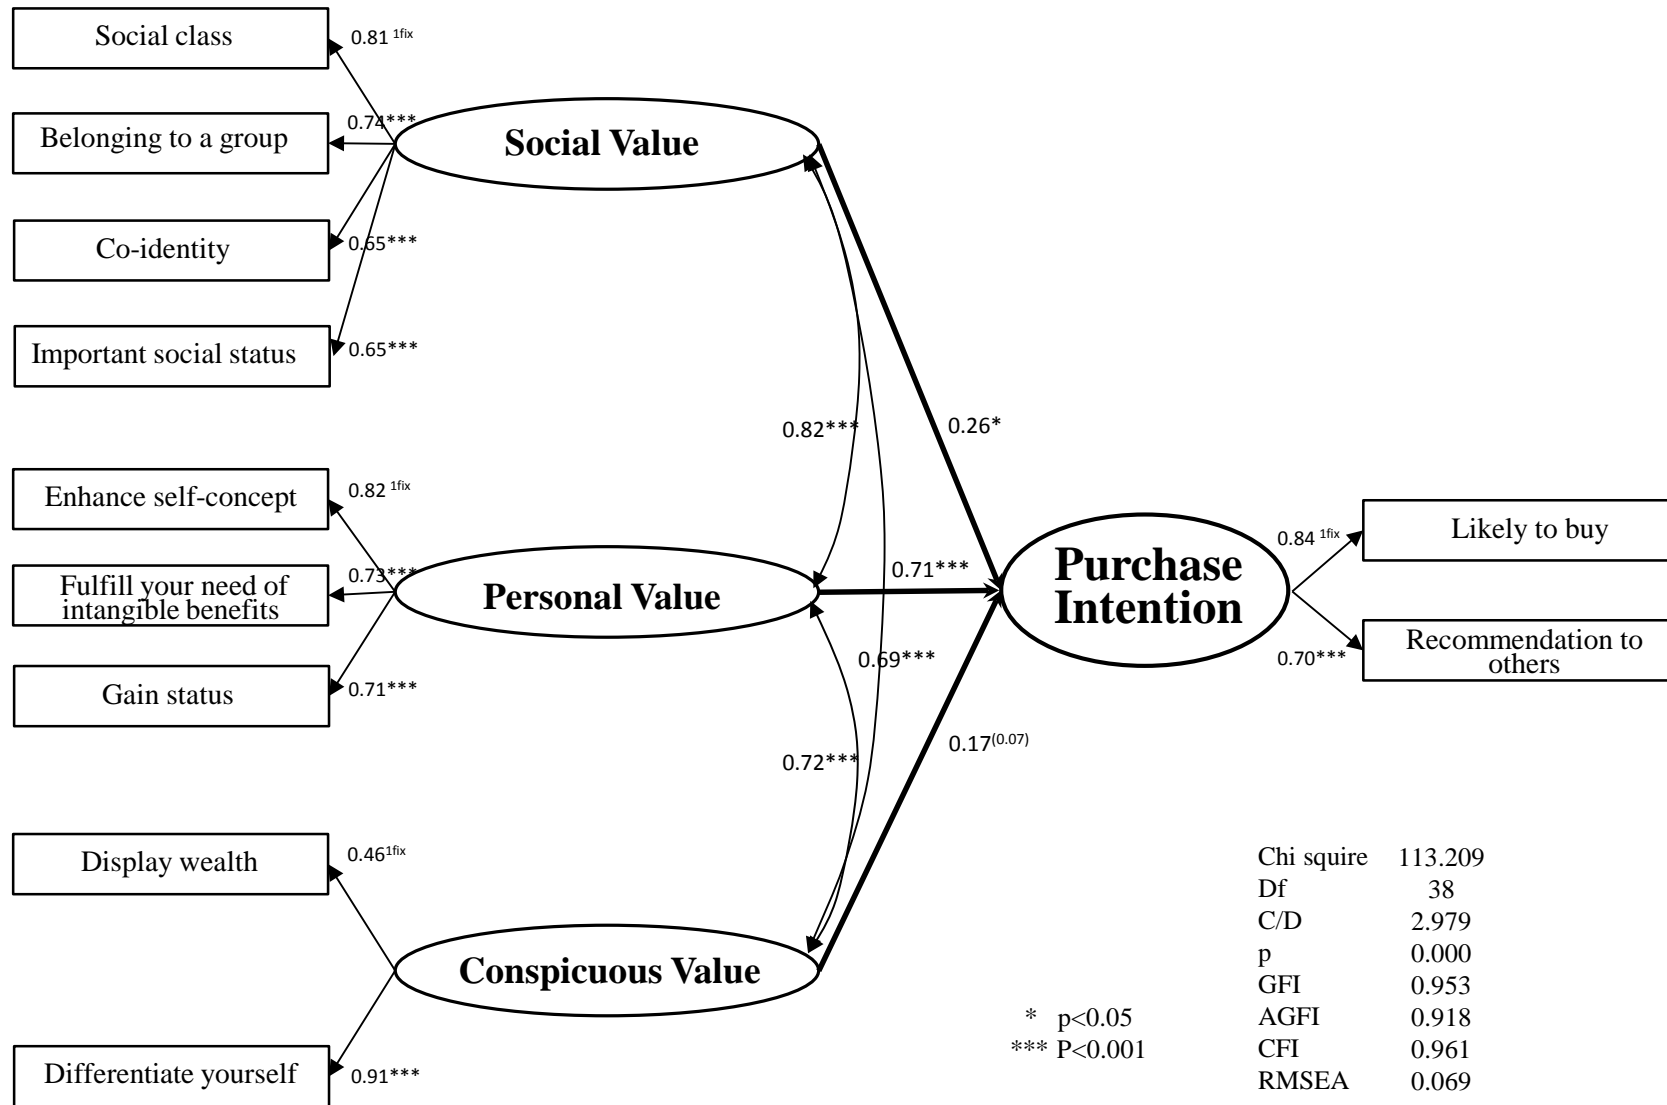 Social class
0.81 1fix
0.74***
Belonging to a group
Social Value
Co-identity
0.65***
Important social status
0.65***
0.82***
0.26*
Enhance self-concept
0.82 1fix
Fulfill your need of
intangible benefits
0.73***
Personal Value
0.71***
Gain status
0.71***
0.69***
Purchase
Intention
0.84 1fix
Likely to buy
0.70***
Recommendation to
others
0.72***
0.17(0.07)
Display wealth
0.46 1fix
Conspicuous Value
Differentiate yourself
0.91***
* p<0.05
*** P<0.001
Chi squire 113.209
Df 38
C/D 2.979
p 0.000
GFI 0.953
AGFI 0.918
CFI 0.961
RMSEA 0.069